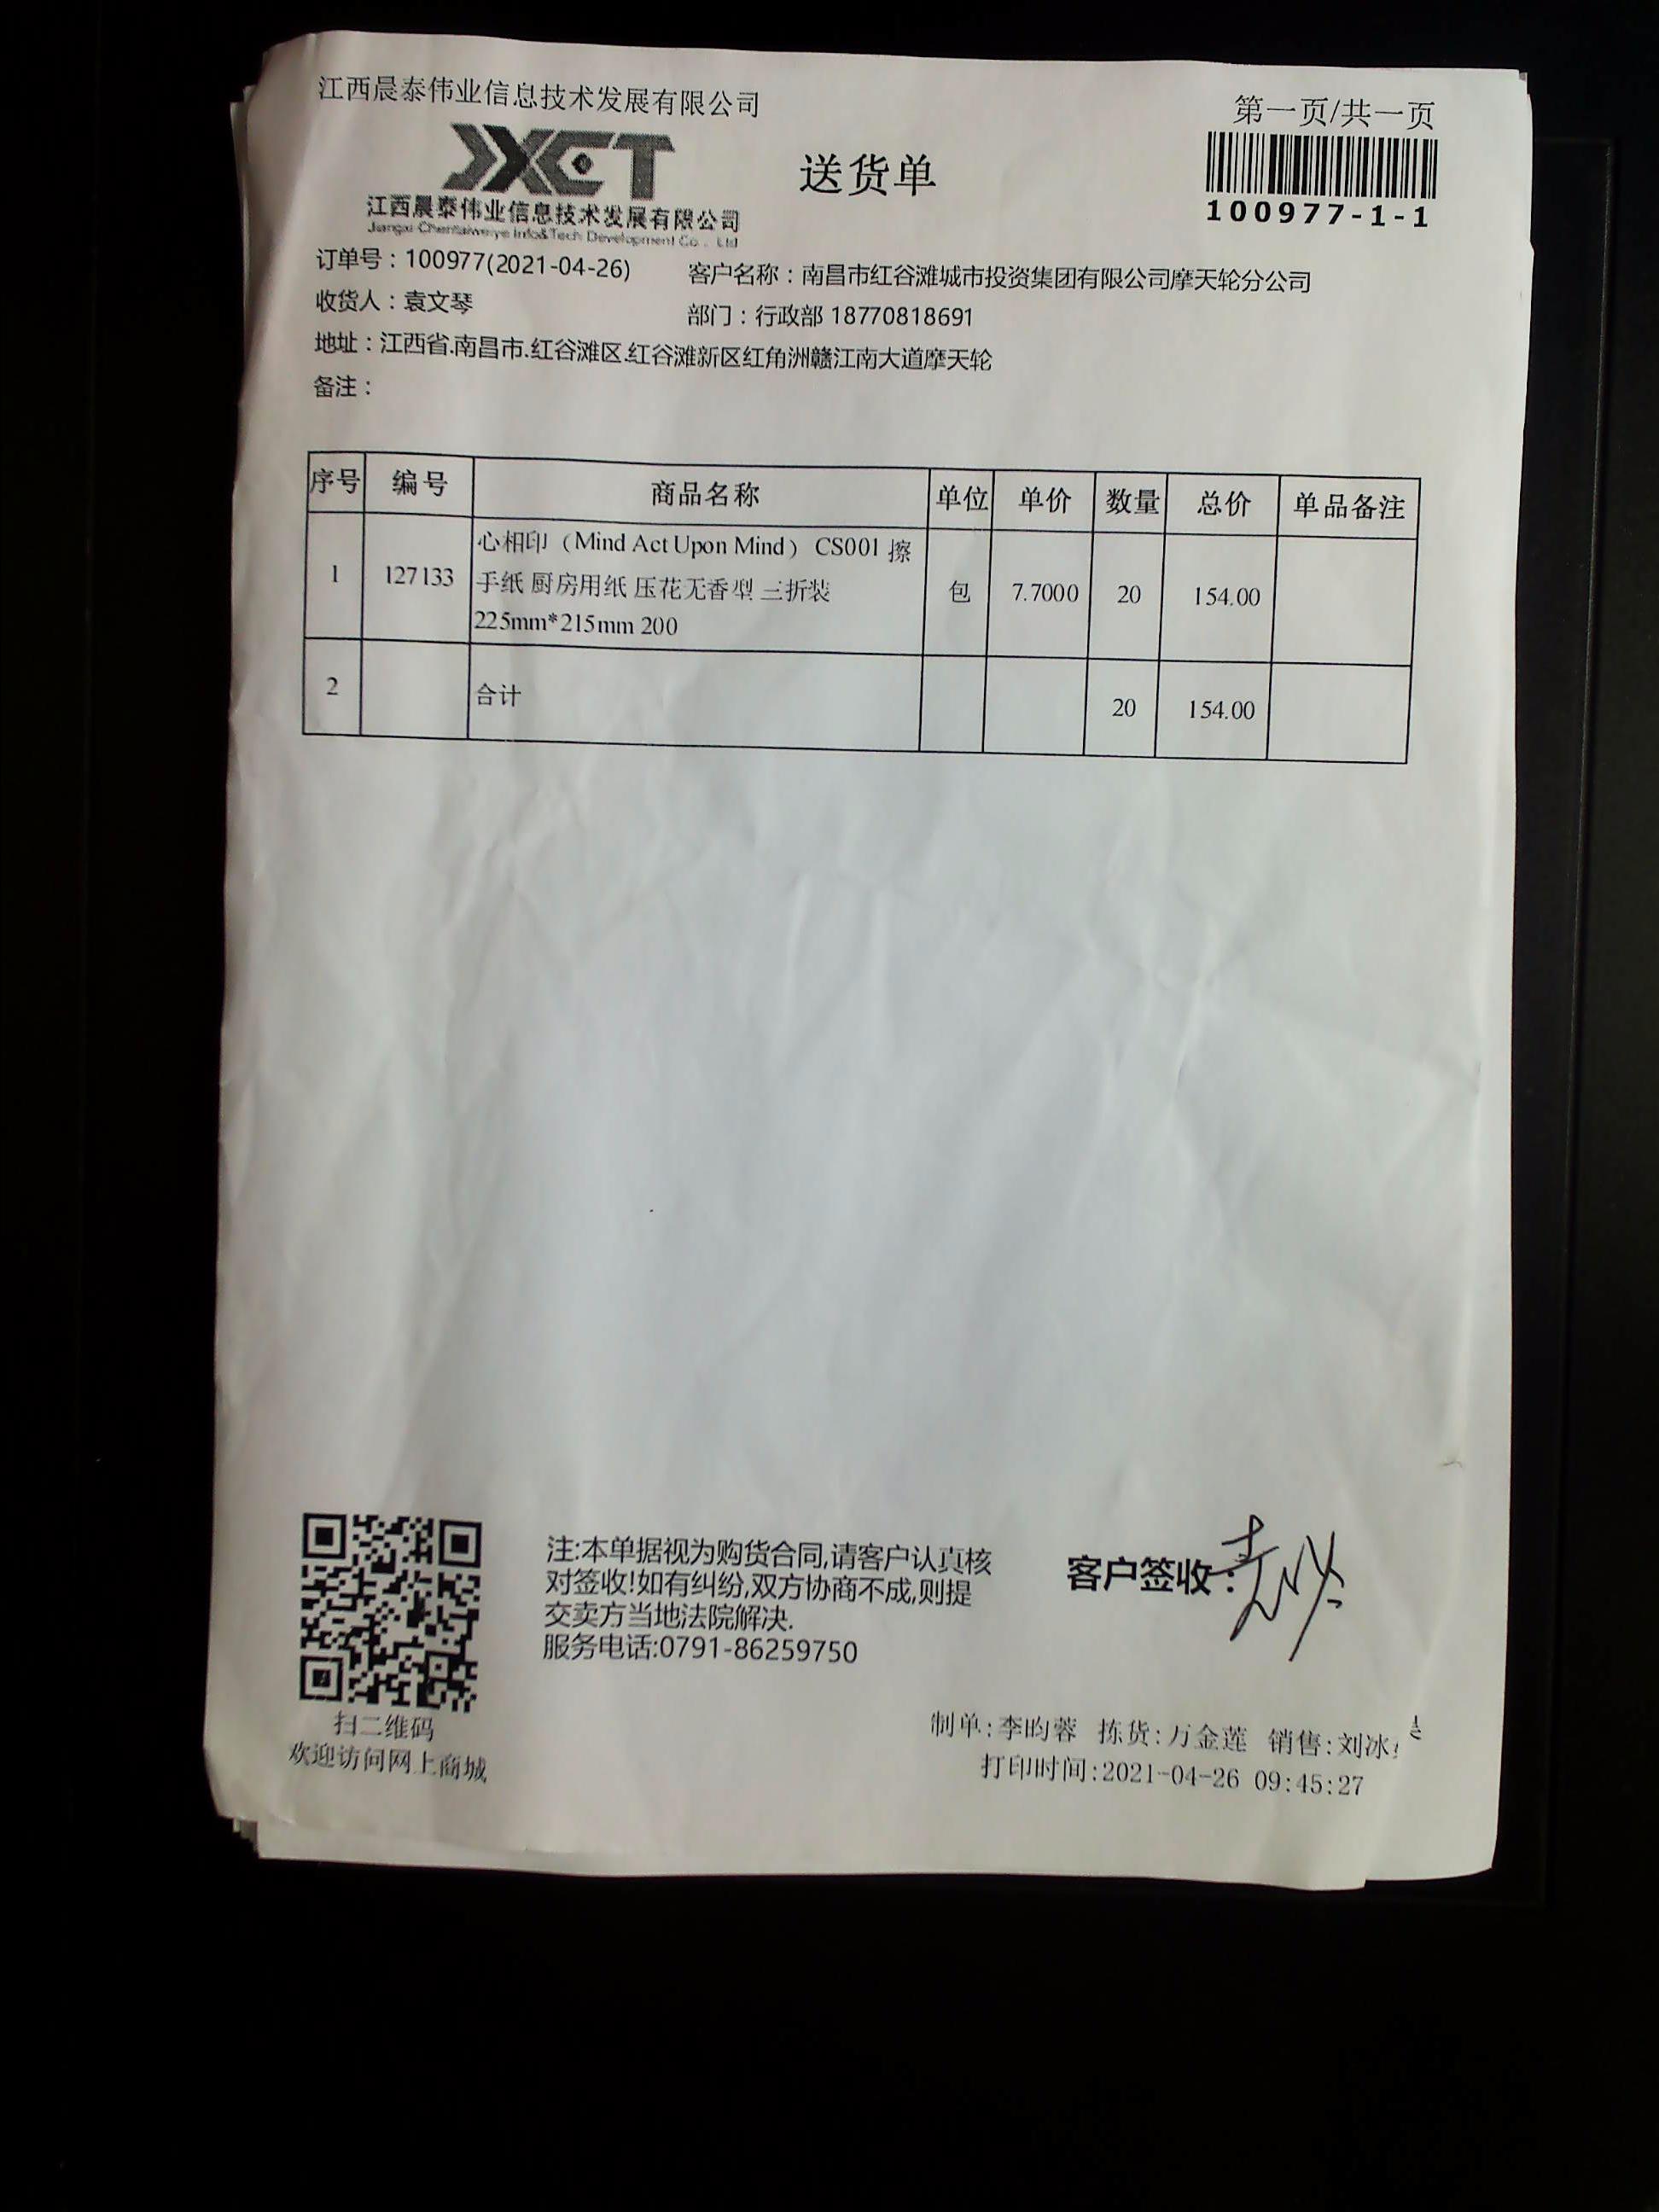 江西晨泰伟业信息技术发展有限公司
第一页/共一页
JXCT
送货单
江西晨泰伟业信息技术发展有限公司
Jiangxi Chentaiweiye Info&Tech Development Co., Ltd
100977-1-1
订单号：100977(2021-04-26) 客户名称：南昌市红谷滩城市投资集团有限公司摩天轮分公司
收货人：袁文琴 部门：行政部 18770818691
地址：江西省.南昌市.红谷滩区.红谷滩新区红角洲赣江南大道摩天轮
备注：
序号 编号 商品名称 单位 单价 数量 总价 单品备注
心相印（Mind Act Upon Mind） CS001 擦
1 127133 手纸 厨房用纸 压花无香型 三折装 包 7.7000 20 154.00
225mm*215mm 200
2 合计 20 154.00
注:本单据视为购货合同,请客户认真核
对签收!如有纠纷,双方协商不成,则提
交卖方当地法院解决.
服务电话:0791-86259750
客户签收：
扫二维码
欢迎访问网上商城
制单:李昀蓉 拣货:万金莲 销售:刘冰
打印时间:2021-04-26 09:45:27